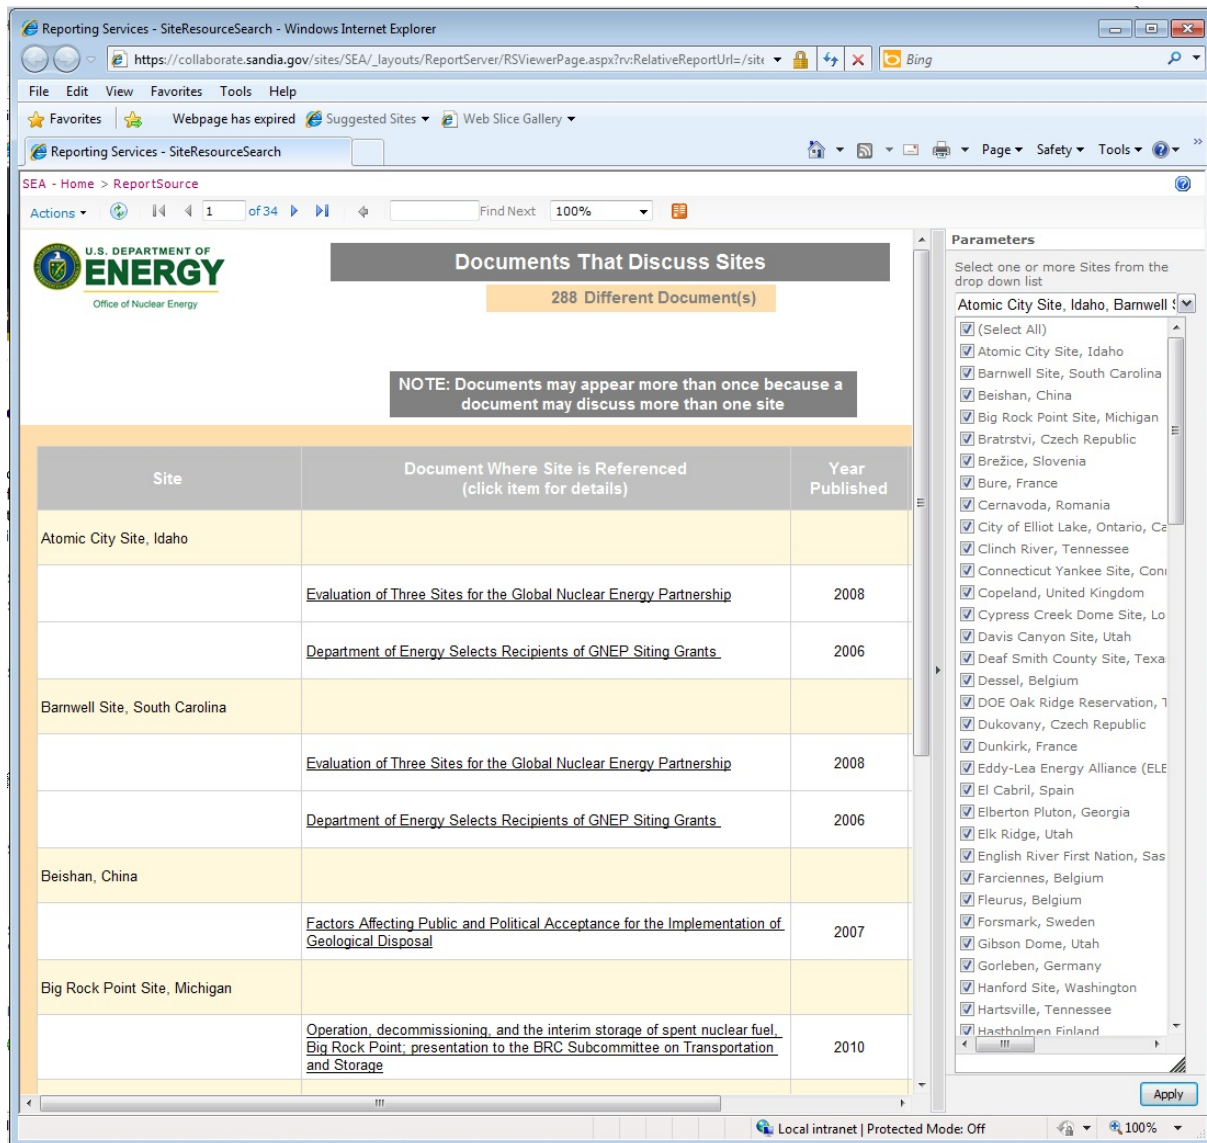 Reporting Services - SiteResourceSearch - Windows Internet Explorer
https://collaborate.sandia.gov/sites/SEA/_layouts/ReportServer/RSViewerPage.aspx?rv:RelativeReportUrl=/site
Bing
File Edit View Favorites Tools Help
Favorites Webpage has expired Suggested Sites Web Slice Gallery
Reporting Services - SiteResourceSearch
Page Safety Tools
SEA - Home > ReportSource
Actions 1 of 34 Find Next 100%
U.S. DEPARTMENT OF
ENERGY
Office of Nuclear Energy
Documents That Discuss Sites
288 Different Document(s)
NOTE: Documents may appear more than once because a
document may discuss more than one site
Site
Document Where Site is Referenced
(click item for details)
Year
Published
Atomic City Site, Idaho
Evaluation of Three Sites for the Global Nuclear Energy Partnership 2008
Department of Energy Selects Recipients of GNEP Siting Grants 2006
Barnwell Site, South Carolina
Evaluation of Three Sites for the Global Nuclear Energy Partnership 2008
Department of Energy Selects Recipients of GNEP Siting Grants 2006
Beishan, China
Factors Affecting Public and Political Acceptance for the Implementation of
Geological Disposal
2007
Big Rock Point Site, Michigan
Operation, decommissioning, and the interim storage of spent nuclear fuel,
Big Rock Point; presentation to the BRC Subcommittee on Transportation
and Storage
2010
Parameters
Select one or more Sites from the
drop down list
Atomic City Site, Idaho, Barnwell
(Select All)
Atomic City Site, Idaho
Barnwell Site, South Carolina
Beishan, China
Big Rock Point Site, Michigan
Bratrstvi, Czech Republic
Brežice, Slovenia
Bure, France
Cernavoda, Romania
City of Elliot Lake, Ontario, Ca
Clinch River, Tennessee
Connecticut Yankee Site, Conn
Copeland, United Kingdom
Cypress Creek Dome Site, Lo
Davis Canyon Site, Utah
Deaf Smith County Site, Texa
Dessel, Belgium
DOE Oak Ridge Reservation, T
Dukovany, Czech Republic
Dunkirk, France
Eddy-Lea Energy Alliance (ELE
El Cabril, Spain
Elberton Pluton, Georgia
Elk Ridge, Utah
English River First Nation, Sas
Farciennes, Belgium
Fleurus, Belgium
Forsmark, Sweden
Gibson Dome, Utah
Gorleben, Germany
Hanford Site, Washington
Hartsville, Tennessee
Hastholmen Finland
Apply
Local intranet | Protected Mode: Off 100%